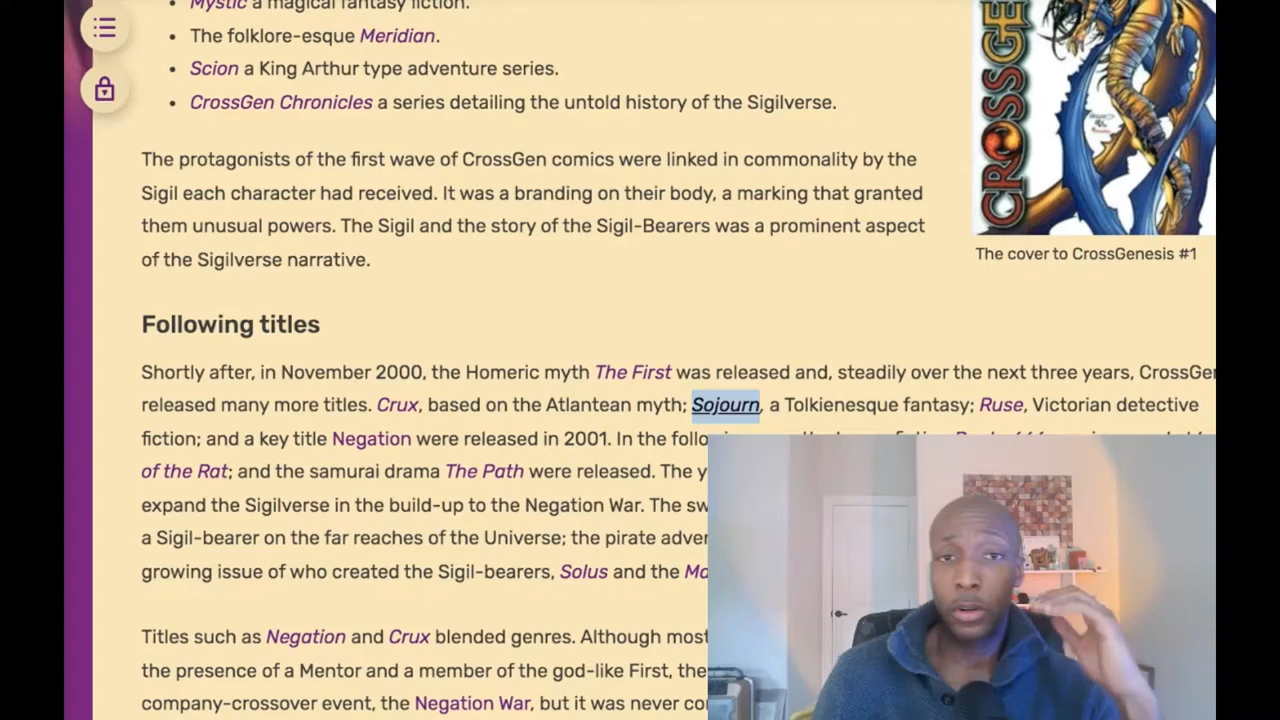 Mystic a magical fantasy fiction.
The folklore-esque Meridian.
Scion a King Arthur type adventure series.
CrossGen Chronicles a series detailing the untold history of the Sigilverse.
CROSSGE
The protagonists of the first wave of CrossGen comics were linked in commonality by the
Sigil each character had received. It was a branding on their body, a marking that granted
them unusual powers. The Sigil and the story of the Sigil-Bearers was a prominent aspect
of the Sigilverse narrative.
The cover to CrossGenesis #1
Following titles
Shortly after, in November 2000, the Homeric myth The First was released and, steadily over the next three years, CrossGen
released many more titles. Crux, based on the Atlantean myth; Sojourn, a Tolkienesque fantasy; Ruse, Victorian detective
fiction; and a key title Negation were released in 2001. In the follo
of the Rat; and the samurai drama The Path were released. The y
expand the Sigilverse in the build-up to the Negation War. The sw
a Sigil-bearer on the far reaches of the Universe; the pirate adver
growing issue of who created the Sigil-bearers, Solus and the Ma
Titles such as Negation and Crux blended genres. Although most
the presence of a Mentor and a member of the god-like First, the
company-crossover event, the Negation War, but it was never co